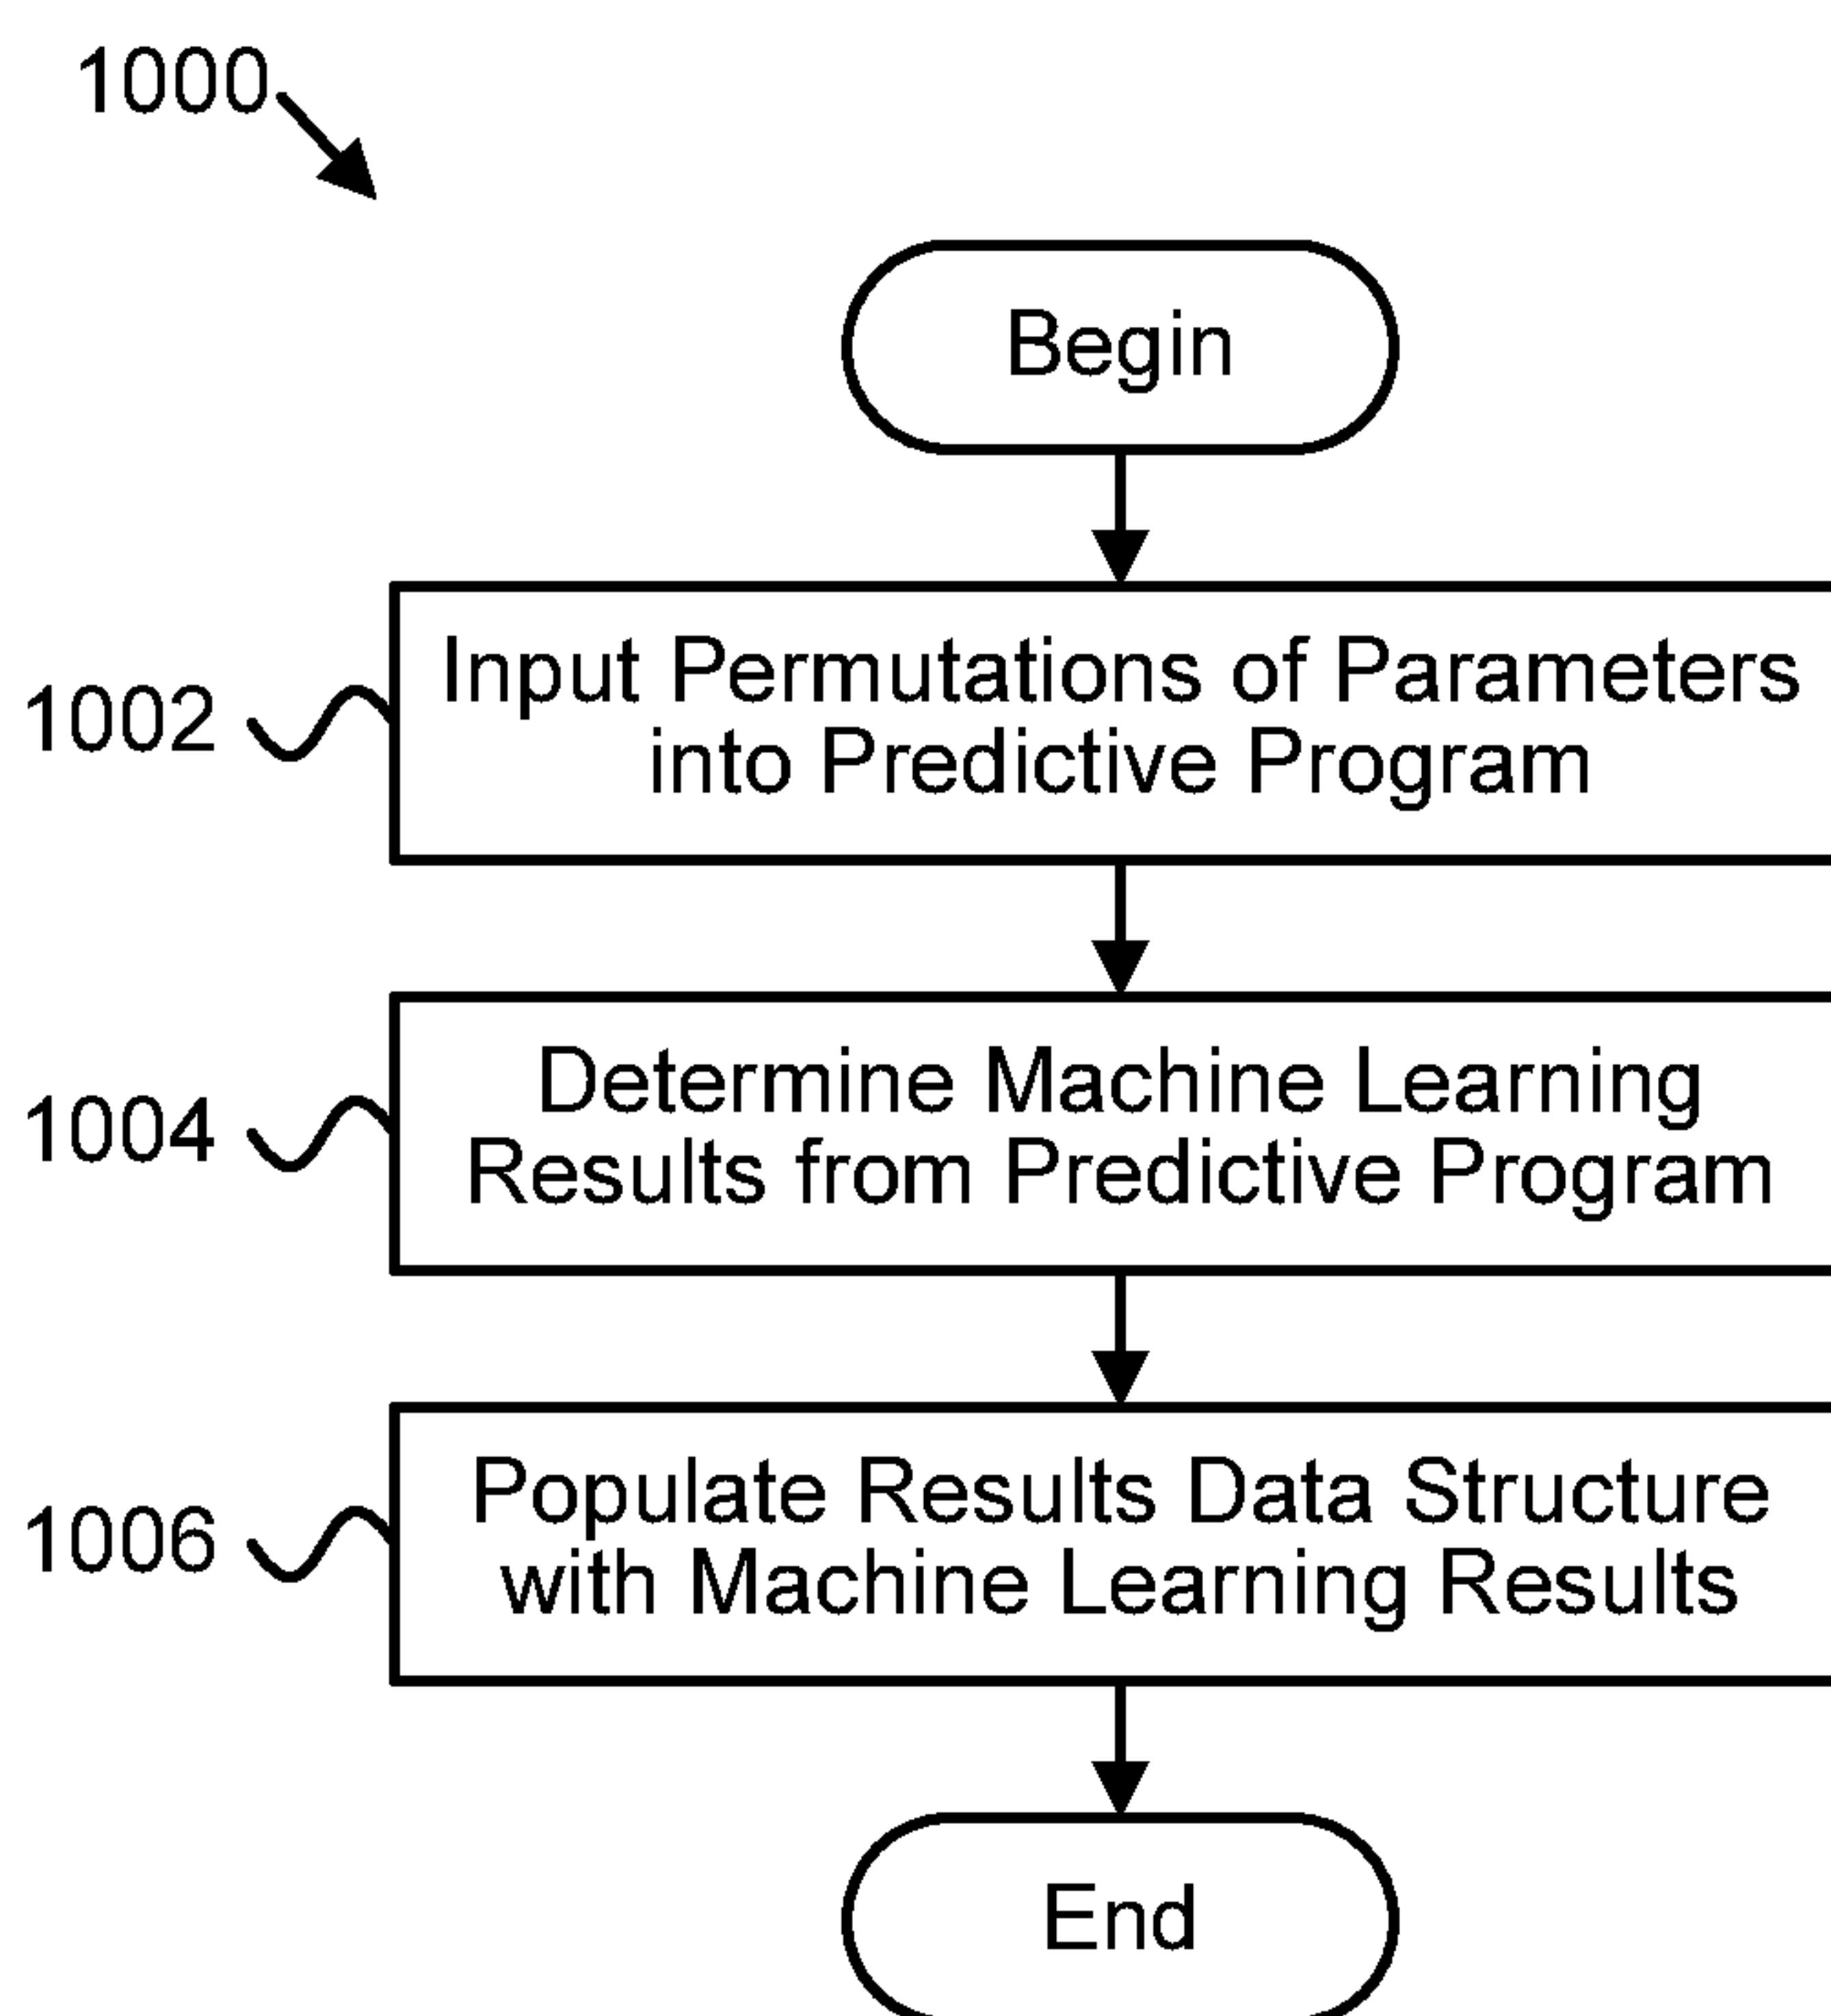 1000
Begin
1002
Input Permutations of Parameters
into Predictive Program
1004
Determine Machine Learning
Results from Predictive Program
1006
Populate Results Data Structure
with Machine Learning Results
End